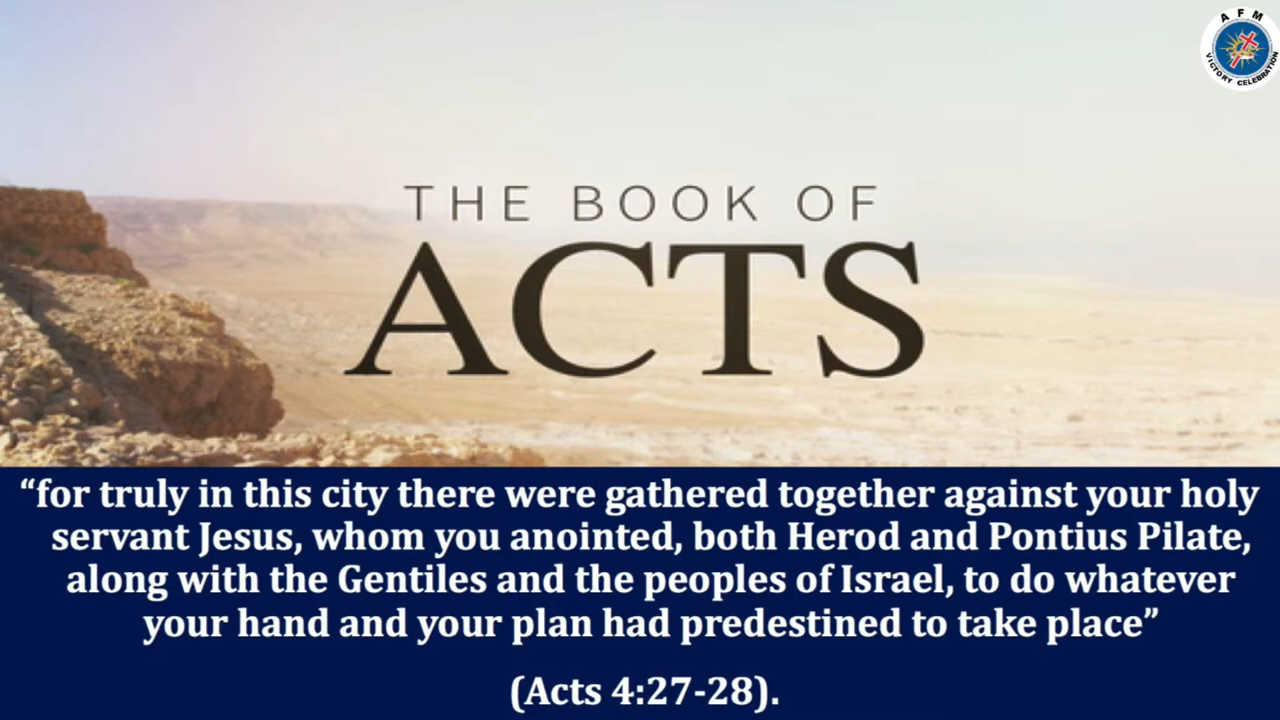 AFM
VICTORY CELEBRATION
THE BOOK OF
ACTS
“for truly in this city there were gathered together against your holy
servant Jesus, whom you anointed, both Herod and Pontius Pilate,
along with the Gentiles and the peoples of Israel, to do whatever
your hand and your plan had predestined to take place”
(Acts 4:27-28).